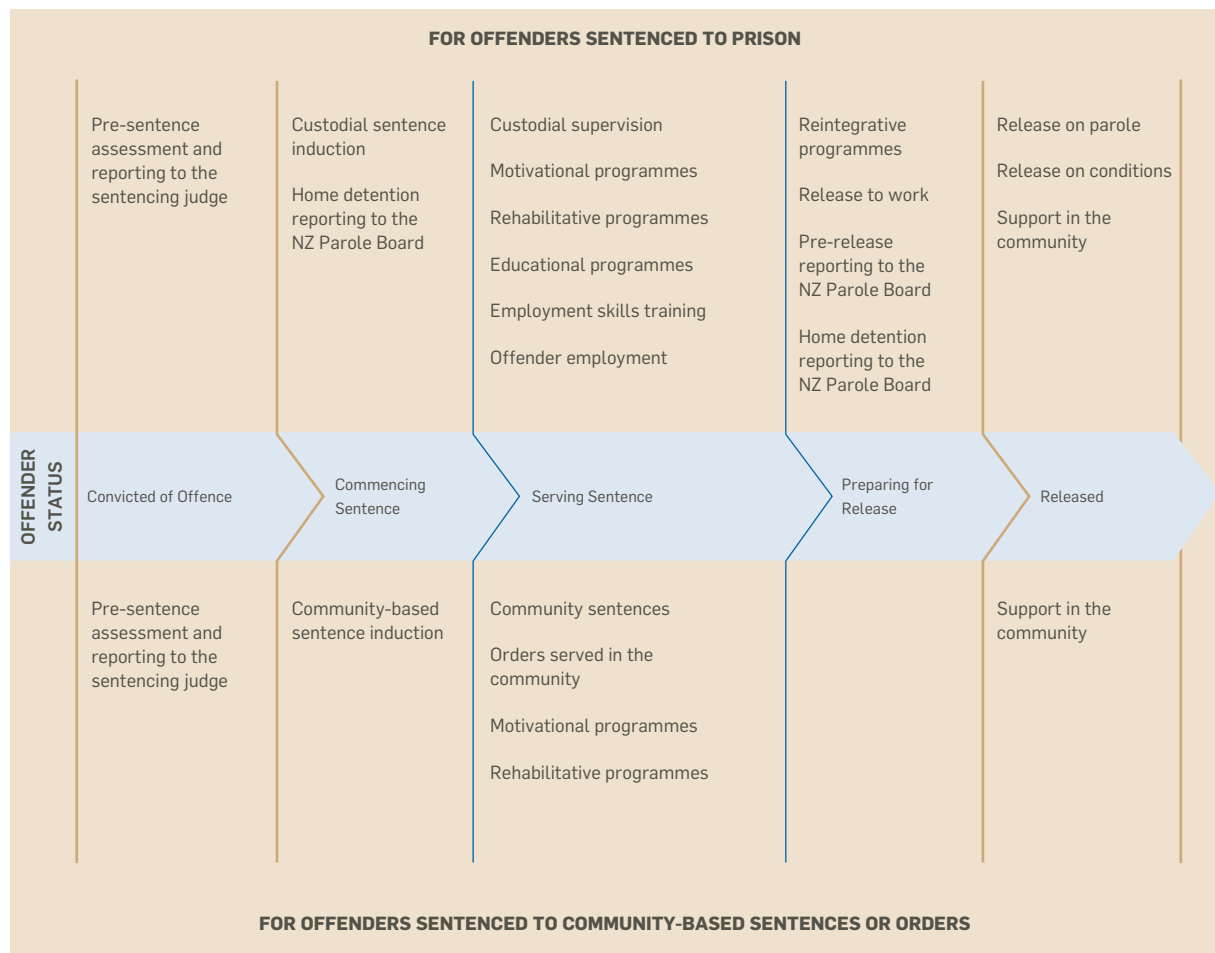 FOR OFFENDERS SENTENCED TO PRISON
Pre-sentence
assessment and
reporting to the
sentencing judge
Custodial sentence
induction
Home detention
reporting to the
NZ Parole Board
Custodial supervision
Motivational programmes
Rehabilitative programmes
Educational programmes
Employment skills training
Offender employment
Reintegrative
programmes
Release to work
Pre-release
reporting to the
NZ Parole Board
Home detention
reporting to the
NZ Parole Board
Release on parole
Release on conditions
Support in the
community
OFFENDER
STATUS
Convicted of Offence
Commencing
Sentence
Serving Sentence
Preparing for
Release
Released
Pre-sentence
assessment and
reporting to the
sentencing judge
Community-based
sentence induction
Community sentences
Orders served in the
community
Motivational programmes
Rehabilitative programmes
Support in the
community
FOR OFFENDERS SENTENCED TO COMMUNITY-BASED SENTENCES OR ORDERS